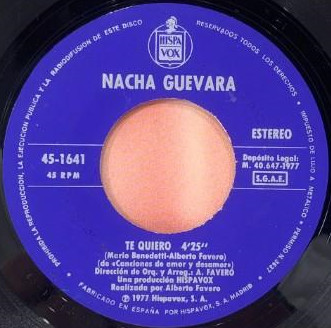 RESERVADOS TODOS LOS DERECHOS
IMPUESTO DE LUJO A METALICO - PERMISO N.º 3827
HISPA
VOX
NACHA GUEVARA
ESTEREO
45-1641
45 RPM
Depósito Legal:
M. 40.647-1977
S.G.A.E.
TE QUIERO 4'25"
(Mario Benedetti-Alberto Favero)
(de «Canciones de amor y desamor»)
Dirección de Orq. y Arreg.: A. FAVERO
Una producción HISPAVOX
Realizada por Alberto Favero
Ⓟ 1977 Hispavox, S. A.
FABRICADO EN ESPAÑA POR HISPAVOX, S. A. MADRID
PROHIBIDA LA REPRODUCCION, LA EJECUCION PUBLICA Y LA RADIODIFUSION DE ESTE DISCO